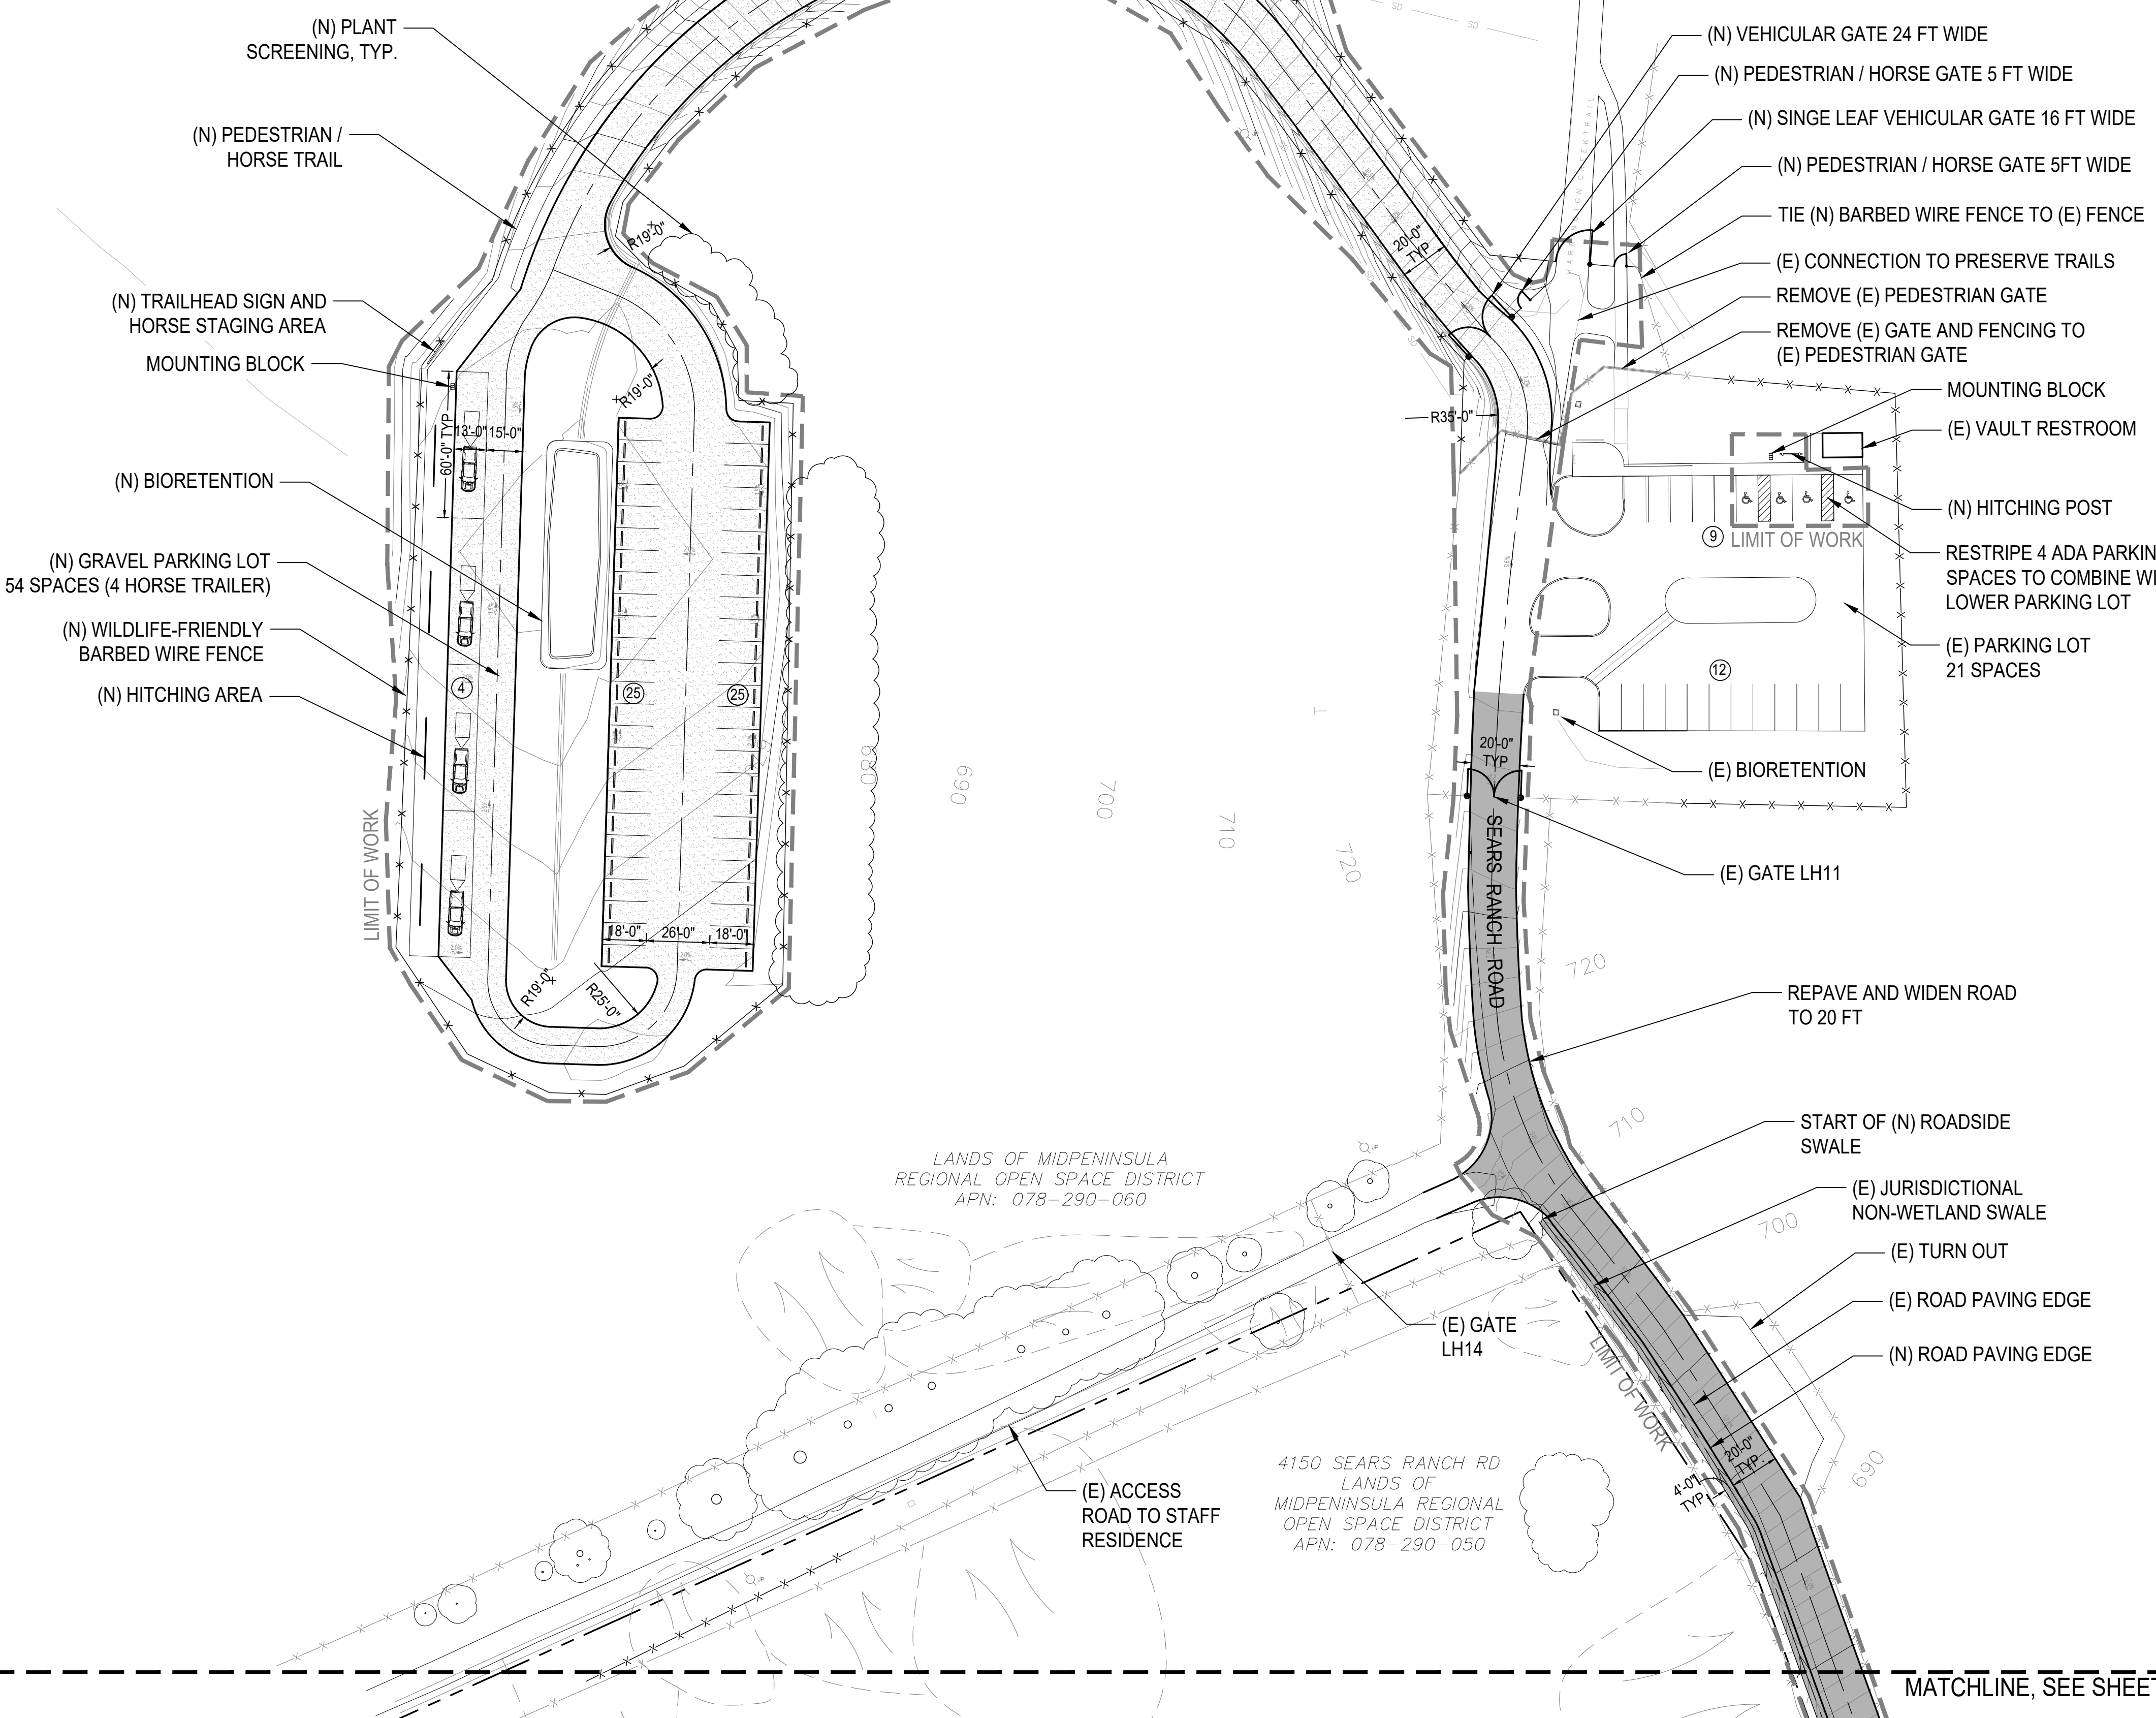 (N) PLANT
SCREENING, TYP.
(N) PEDESTRIAN /
HORSE TRAIL
(N) TRAILHEAD SIGN AND
HORSE STAGING AREA
MOUNTING BLOCK
(N) BIORETENTION
(N) GRAVEL PARKING LOT
54 SPACES (4 HORSE TRAILER)
(N) WILDLIFE-FRIENDLY
BARBED WIRE FENCE
(N) HITCHING AREA
LIMIT OF WORK
R19'-0"
R19'-0"
13'-0"
15'-0"
60'-0" TYP
4
25
25
18'-0"
26'-0"
18'-0"
R19'-0"
R25'-0"
680
690
700
710
720
SD
SD
20'-0"
TYP
R35'-0"
(N) VEHICULAR GATE 24 FT WIDE
(N) PEDESTRIAN / HORSE GATE 5 FT WIDE
(N) SINGE LEAF VEHICULAR GATE 16 FT WIDE
(N) PEDESTRIAN / HORSE GATE 5FT WIDE
TIE (N) BARBED WIRE FENCE TO (E) FENCE
(E) CONNECTION TO PRESERVE TRAILS
REMOVE (E) PEDESTRIAN GATE
REMOVE (E) GATE AND FENCING TO
(E) PEDESTRIAN GATE
MOUNTING BLOCK
(E) VAULT RESTROOM
(N) HITCHING POST
9
LIMIT OF WORK
RESTRIPE 4 ADA PARKIN
SPACES TO COMBINE WI
LOWER PARKING LOT
(E) PARKING LOT
21 SPACES
12
(E) BIORETENTION
20'-0"
TYP
SEARS RANCH ROAD
(E) GATE LH11
720
REPAVE AND WIDEN ROAD
TO 20 FT
710
START OF (N) ROADSIDE
SWALE
(E) JURISDICTIONAL
NON-WETLAND SWALE
700
(E) TURN OUT
(E) ROAD PAVING EDGE
(N) ROAD PAVING EDGE
LANDS OF MIDPENINSULA
REGIONAL OPEN SPACE DISTRICT
APN: 078-290-060
JP
(E) GATE
LH14
LIMIT OF WORK
20'-0"
TYP.
4'-0"
TYP.
690
4150 SEARS RANCH RD
LANDS OF
MIDPENINSULA REGIONAL
OPEN SPACE DISTRICT
APN: 078-290-050
(E) ACCESS
ROAD TO STAFF
RESIDENCE
JP
MATCHLINE, SEE SHEE